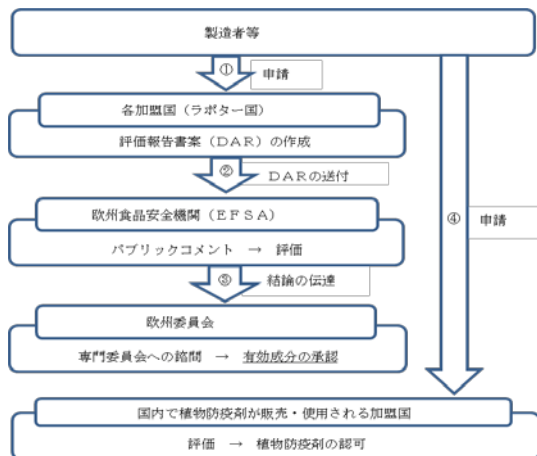 製造者等
① 申請
各加盟国（ラポター国）
評価報告書案（DAR）の作成
② DARの送付
欧州食品安全機関（EFSA）
パブリックコメント → 評価
③ 結論の伝達
④ 申請
欧州委員会
専門委員会への諮問 → 有効成分の承認
国内で植物防疫剤が販売・使用される加盟国
評価 → 植物防疫剤の認可